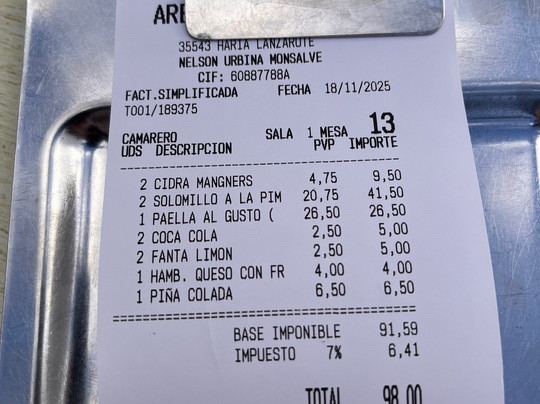 35543 HARIA LANZAROTE
NELSON URBINA MONSALVE
CIF: 60887788A
FACT.SIMPLIFICADA FECHA 18/11/2025
T001/189375
CAMARERO SALA 1 MESA 13
UDS DESCRIPCION PVP IMPORTE
2 CIDRA MANGNERS 4,75 9,50
2 SOLOMILLO A LA PIM 20,75 41,50
1 PAELLA AL GUSTO ( 26,50 26,50
2 COCA COLA 2,50 5,00
2 FANTA LIMON 2,50 5,00
1 HAMB. QUESO CON FR 4,00 4,00
1 PIÑA COLADA 6,50 6,50
BASE IMPONIBLE 91,59
IMPUESTO 7% 6,41
TOTAL 98,00